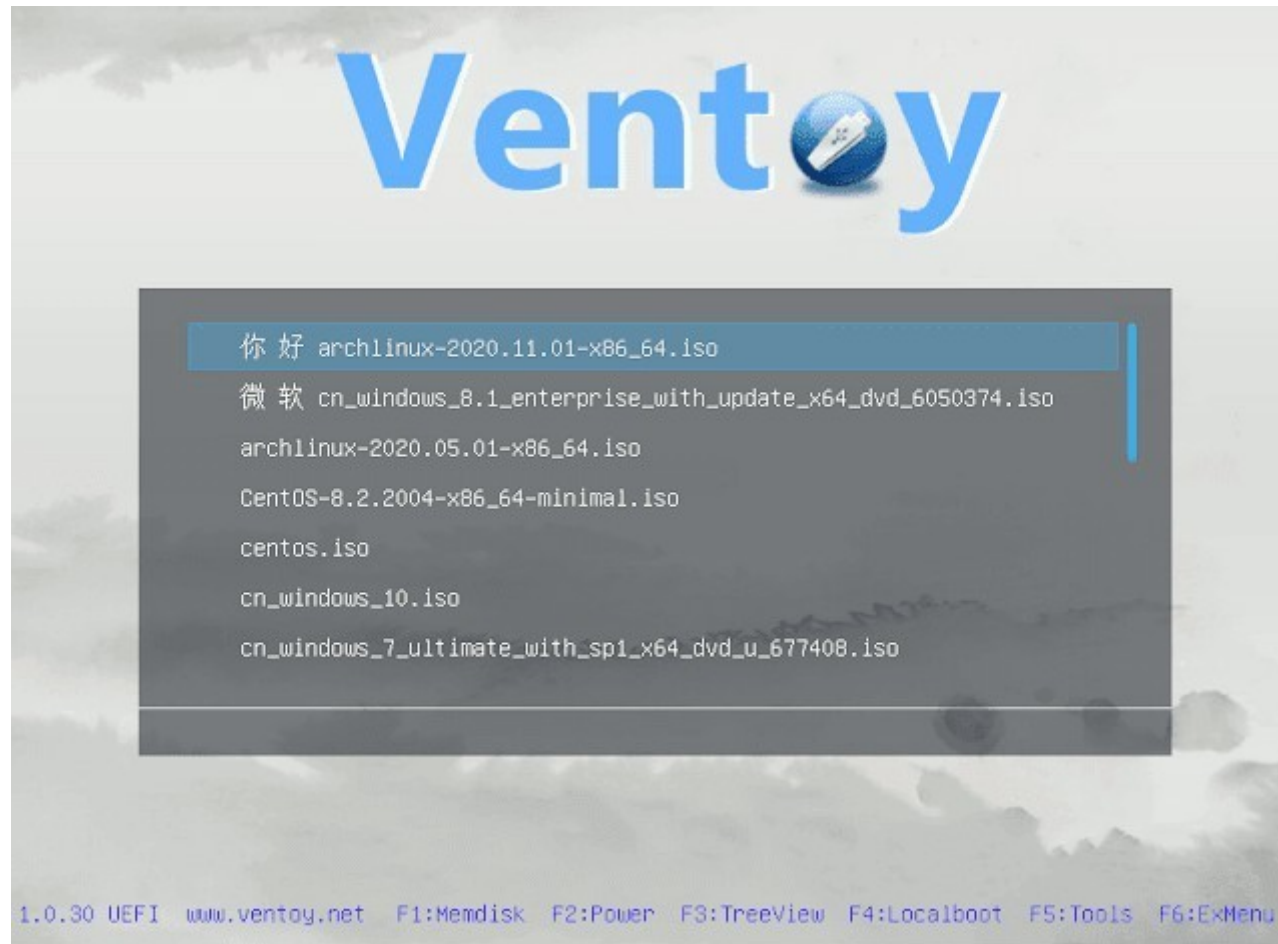 Ventoy
你好 archlinux-2020.11.01-x86_64.iso
微软 cn_windows_8.1_enterprise_with_update_x64_dvd_6050374.iso
archlinux-2020.05.01-x86_64.iso
CentOS-8.2.2004-x86_64-minimal.iso
centos.iso
cn_windows_10.iso
cn_windows_7_ultimate_with_sp1_x64_dvd_u_677408.iso
1.0.30 UEFI www.ventoy.net F1:Memdisk F2:Power F3:TreeView F4:Localboot F5:Tools F6:ExMenu